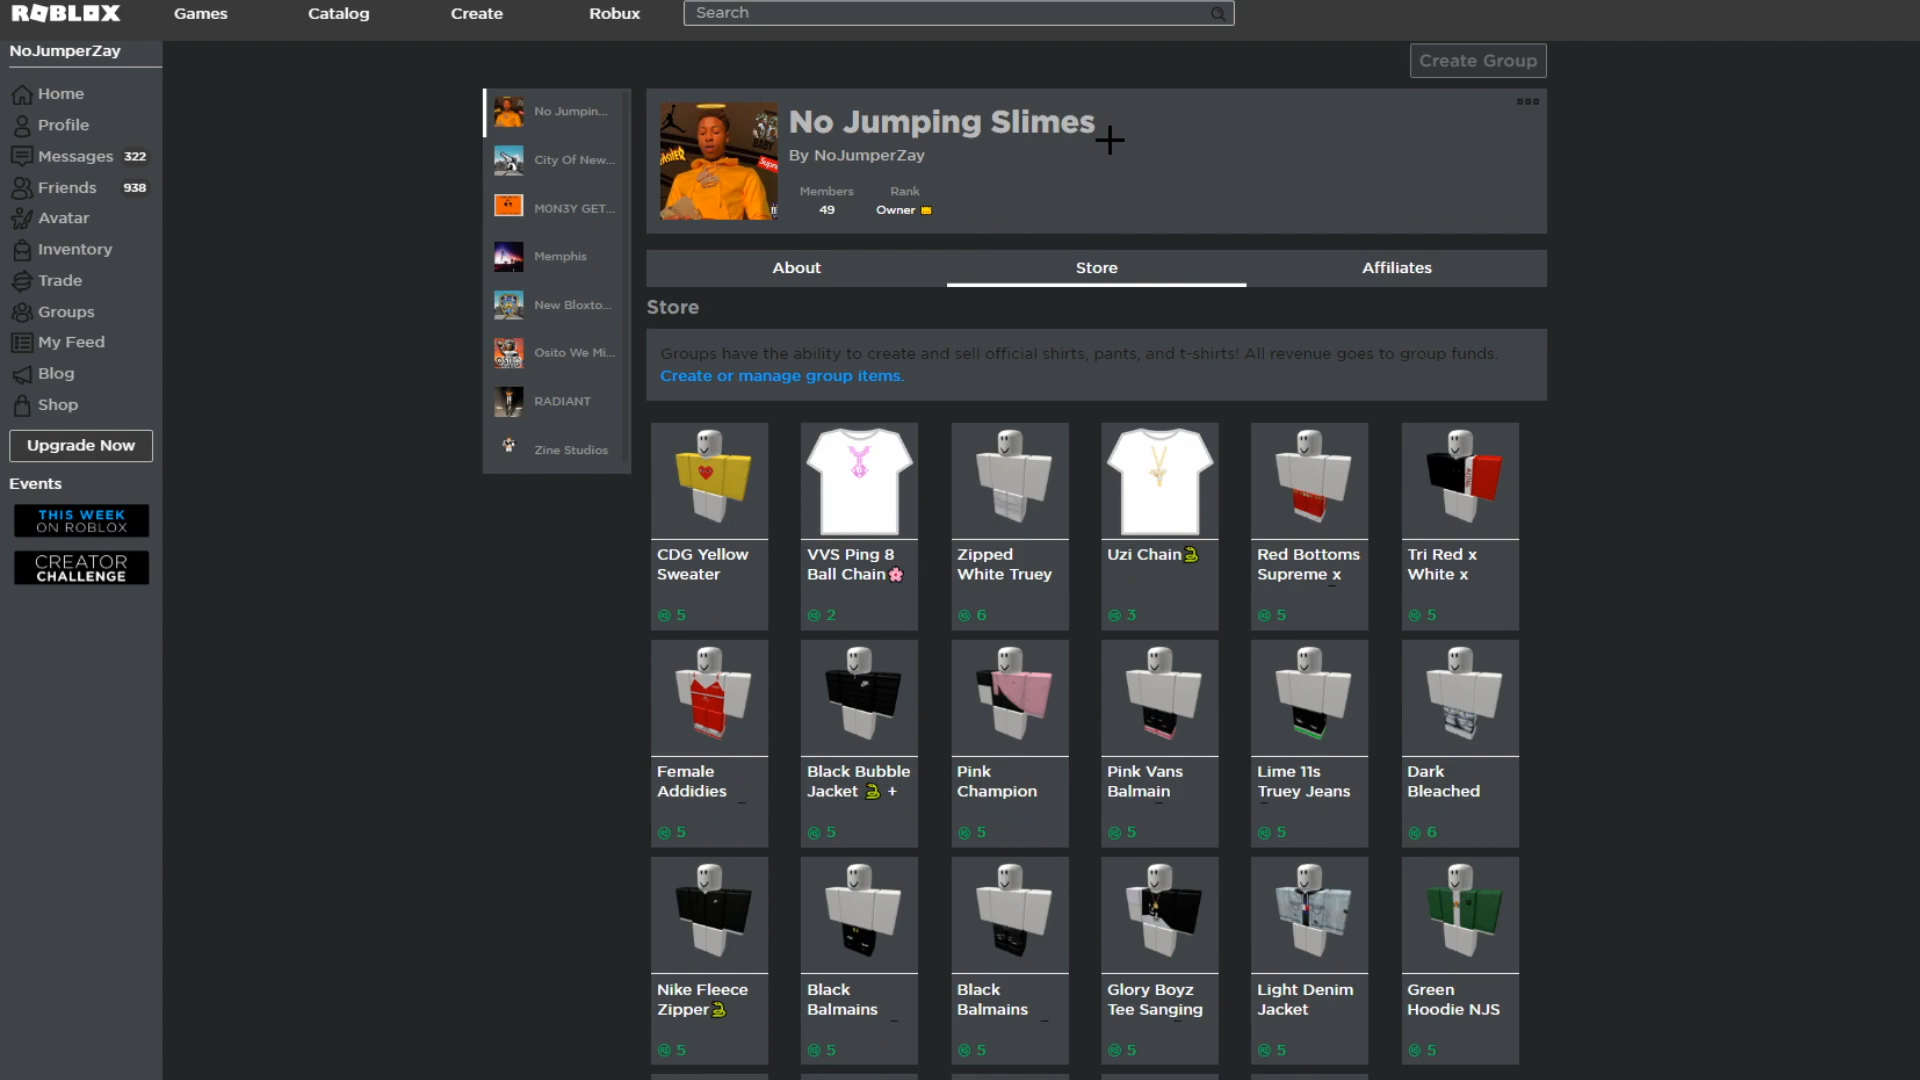 ROBLOX
Games
Catalog
Create
Robux
Search
NoJumperZay
Home
Profile
Messages 322
Friends 938
Avatar
Inventory
Trade
Groups
My Feed
Blog
Shop
Upgrade Now
Events
THIS WEEK
ON ROBLOX
CREATOR
CHALLENGE
Create Group
No Jumpin...
City Of New...
M0N3Y GET...
Memphis
New Bloxto...
Osito We Mi...
RADIANT
Zine Studios
No Jumping Slimes
By NoJumperZay
Members
Rank
49
Owner
About
Store
Affiliates
Store
Groups have the ability to create and sell official shirts, pants, and t-shirts! All revenue goes to group funds.
Create or manage group items.
CDG Yellow
Sweater
5
VVS Ping 8
Ball Chain🌸
2
Zipped
White Truey
6
Uzi Chain🐍
3
Red Bottoms
Supreme x
5
Tri Red x
White x
5
Female
Addidies
5
Black Bubble
Jacket 🐍 +
5
Pink
Champion
5
Pink Vans
Balmain
5
Lime 11s
Truey Jeans
5
Dark
Bleached
6
Nike Fleece
Zipper🐍
5
Black
Balmains
5
Black
Balmains
5
Glory Boyz
Tee Sanging
5
Light Denim
Jacket
5
Green
Hoodie NJS
5